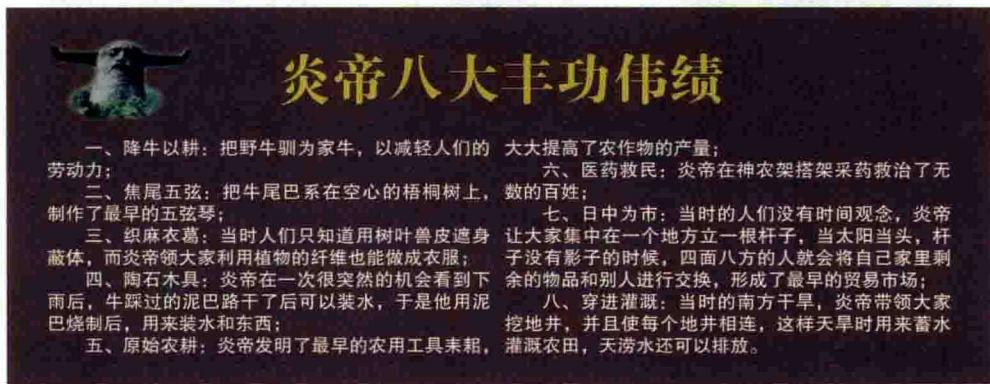 炎帝八大丰功伟绩
一、降牛以耕：把野牛驯为家牛，以减轻人们的
劳动力；
二、焦尾五弦：把牛尾巴系在空心的梧桐树上，
制作了最早的五弦琴；
三、织麻衣葛：当时人们只知道用树叶兽皮遮身
蔽体，而炎帝领大家利用植物的纤维也能做成衣服；
四、陶石木具：炎帝在一次很突然的机会看到下
雨后，牛踩过的泥巴路干了后可以装水，于是他用泥
巴烧制后，用来装水和东西；
五、原始农耕：炎帝发明了最早的农用工具耒耜，
大大提高了农作物的产量；
六、医药救民：炎帝在神农架搭架采药救治了无
数的百姓；
七、日中为市：当时的人们没有时间观念，炎帝
让大家集中在一个地方立一根杆子，当太阳当头，杆
子没有影子的时候，四面八方的人就会将自己家里剩
余的物品和别人进行交换，形成了最早的贸易市场；
八、穿进灌溉：当时的南方干旱，炎帝带领大家
挖地井，并且使每个地井相连，这样天旱时用来蓄水
灌溉农田，天涝水还可以排放。